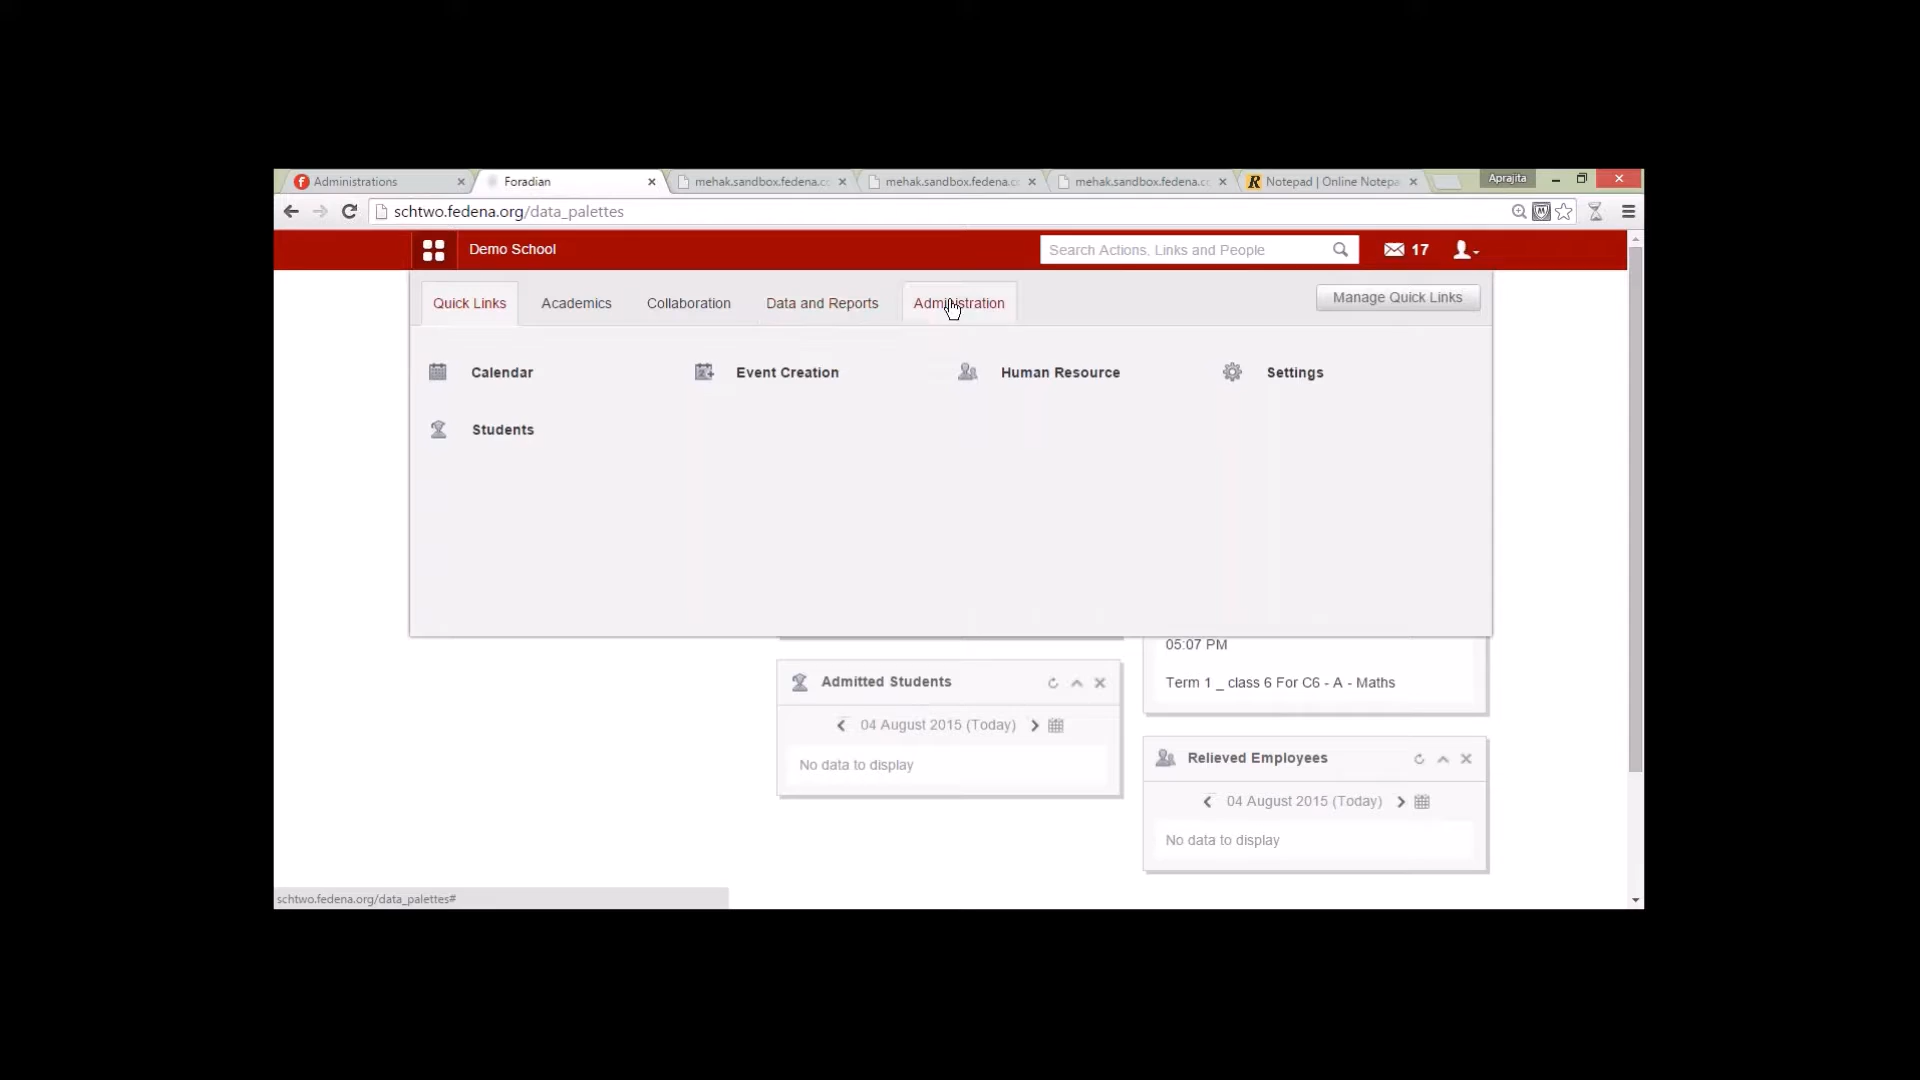 Administrations
Foradian
mehak.sandbox.fedena.cc
mehak.sandbox.fedena.cc
mehak.sandbox.fedena.cc
Notepad | Online Notepa
Aprajita
schtwo.fedena.org/data_palettes
Demo School
Search Actions, Links and People
17
Quick Links
Academics
Collaboration
Data and Reports
Administration
Manage Quick Links
Calendar
Event Creation
Human Resource
Settings
Students
05:07 PM
Term 1 _ class 6 For C6 - A - Maths
Admitted Students
04 August 2015 (Today)
No data to display
Relieved Employees
04 August 2015 (Today)
No data to display
schtwo.fedena.org/data_palettes#